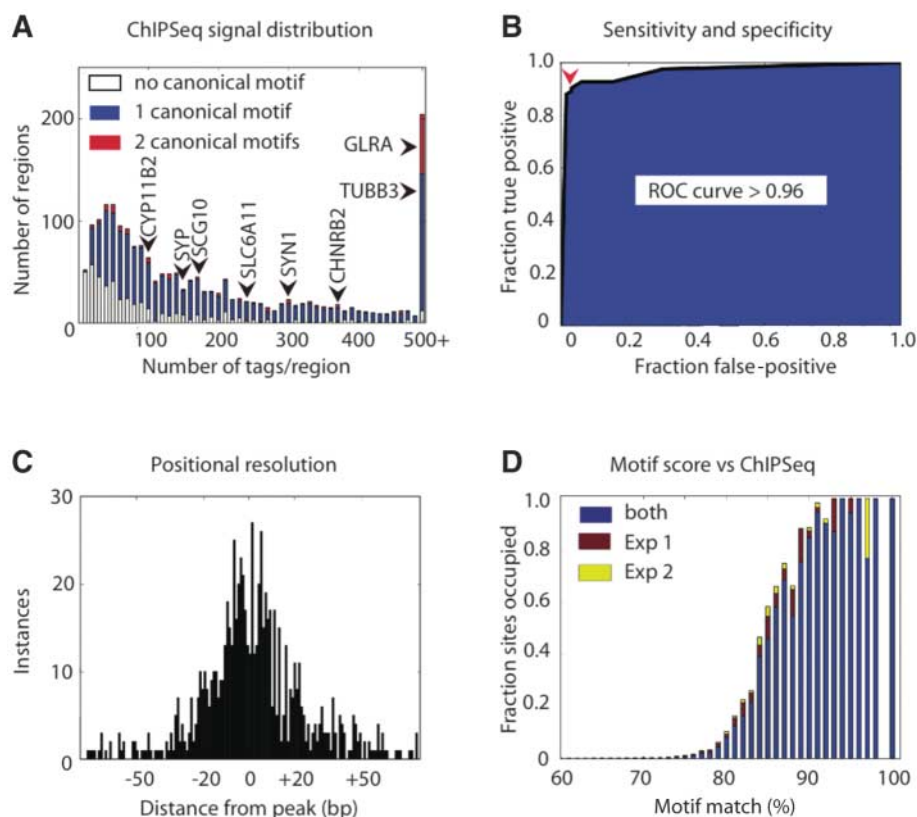 A
ChIPSeq signal distribution
no canonical motif
1 canonical motif
2 canonical motifs
200
100
0
Number of regions
CYP11B2
SYP
SCG10
SLC6A11
SYN1
CHNRB2
GLRA
TUBB3
100
200
300
400
500+
Number of tags/region
B
Sensitivity and specificity
1.0
0.8
0.6
0.4
0.2
0
Fraction true positive
ROC curve > 0.96
0
0.2
0.4
0.6
0.8
1.0
Fraction false-positive
C
Positional resolution
30
20
10
0
Instances
-50
-20
0
+20
+50
Distance from peak (bp)
D
Motif score vs ChIPSeq
both
Exp 1
Exp 2
1.0
0.8
0.6
0.4
0.2
0
Fraction sites occupied
60
70
80
90
100
Motif match (%)